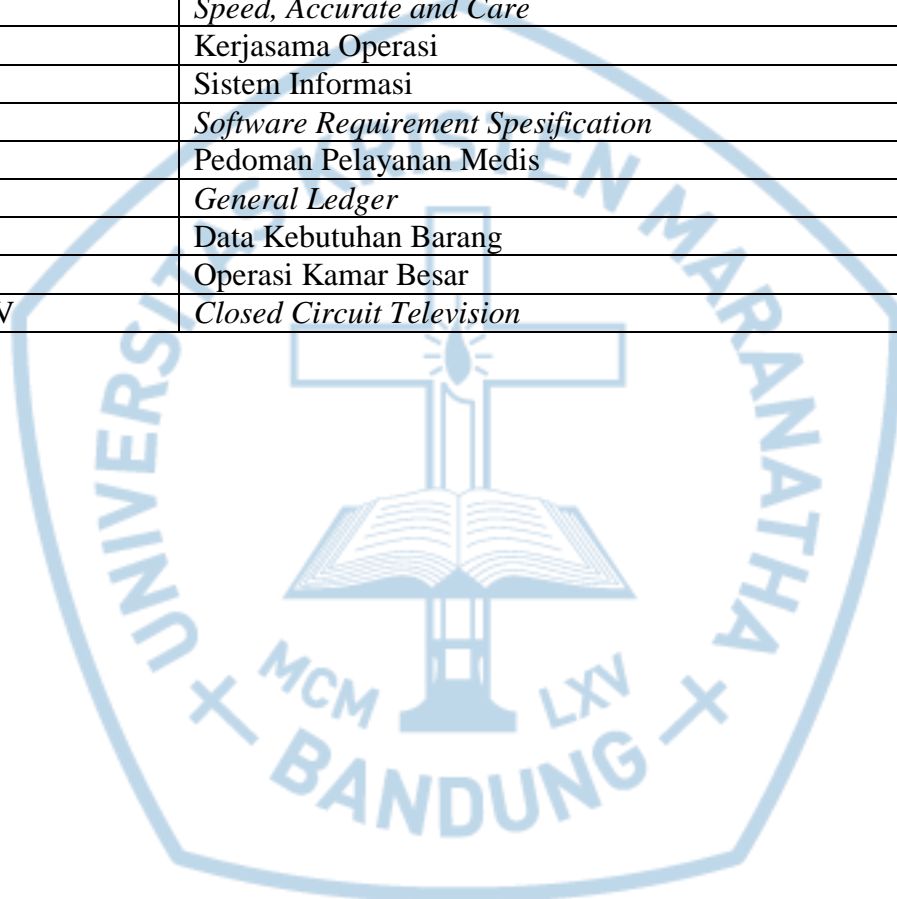 Speed, Accurate and Care
Kerjasama Operasi
Sistem Informasi
Software Requirement Spesification
Pedoman Pelayanan Medis
General Ledger
Data Kebutuhan Barang
Operasi Kamar Besar
V Closed Circuit Television
UNIVERSITAS KRISTEN MARANATHA
MCM LXV
BANDUNG